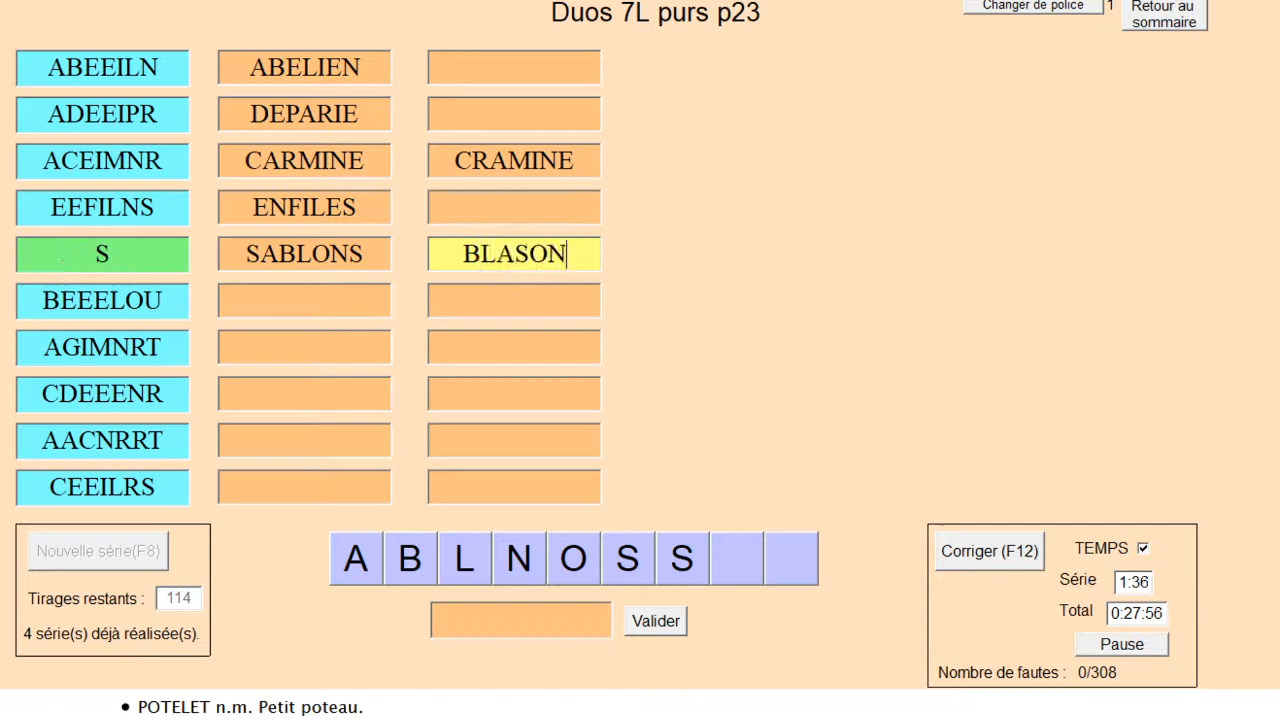 Duos 7L purs p23
Changer de police 1 Retour au sommaire
ABEEILN ABELIEN
ADEEIPR DEPARIE
ACEIMNR CARMINE CRAMINE
EEFILNS ENFILES
S SABLONS BLASON
BEEELOU
AGIMNRT
CDEEENR
AACNRRT
CEEILRS
Nouvelle série(F8)
Tirages restants : 114
4 série(s) déjà réalisée(s).
A B L N O S S
Valider
Corriger (F12) TEMPS
Série 1:36
Total 0:27:56
Pause
Nombre de fautes : 0/308
• POTELET n.m. Petit poteau.